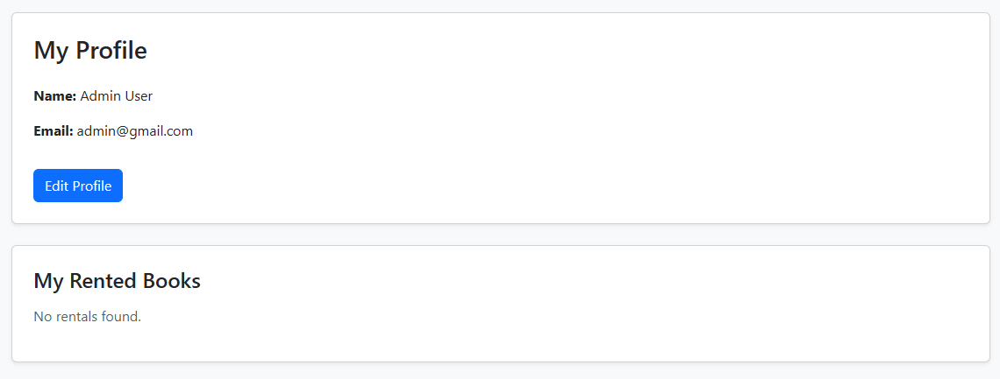 My Profile
Name: Admin User
Email: admin@gmail.com
Edit Profile
My Rented Books
No rentals found.